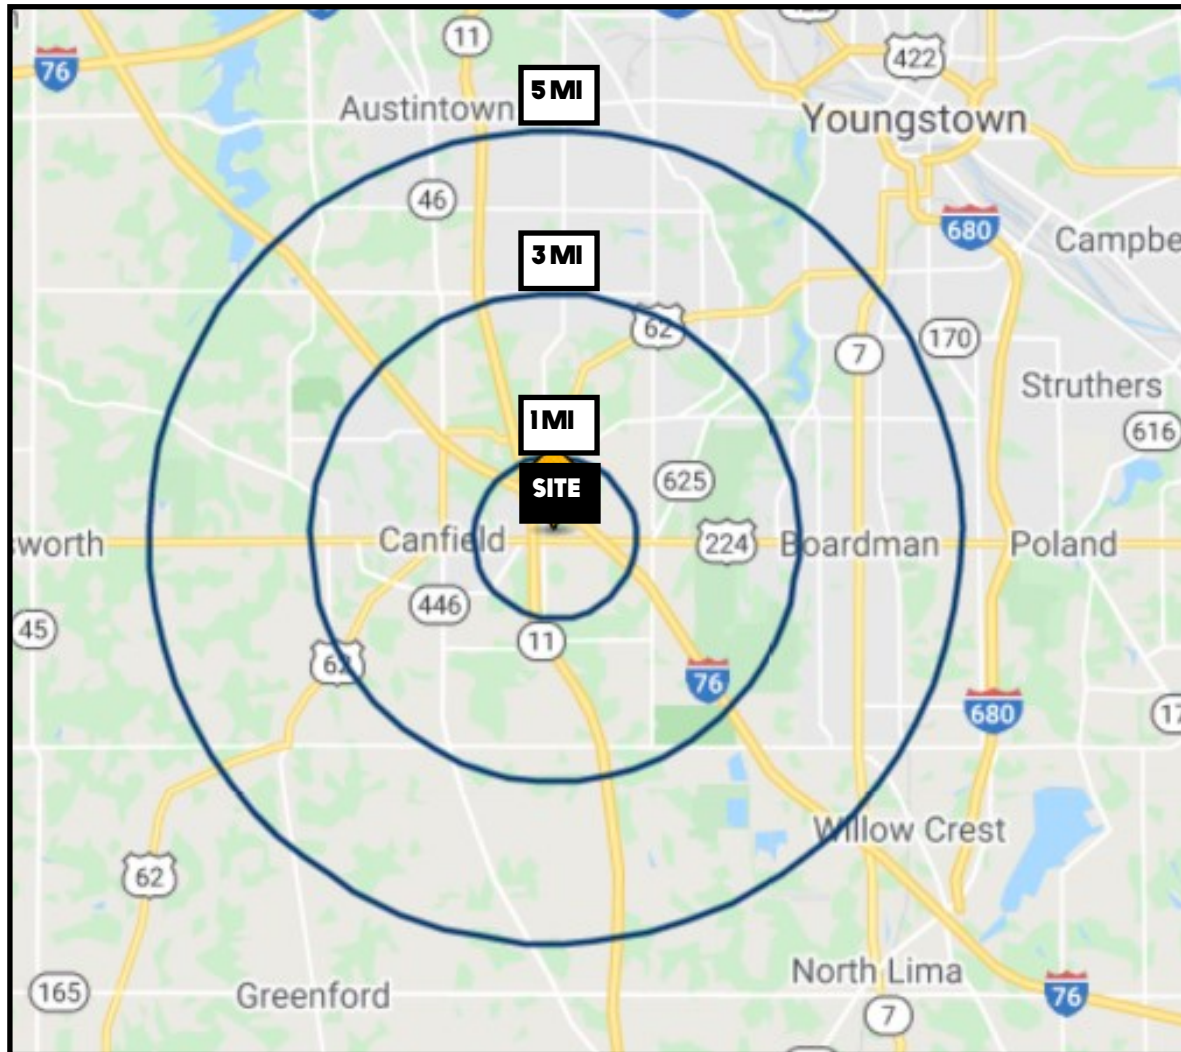 11
5 MI
422
76
Austintown
Youngstown
46
680
Campbe
3 MI
62
7
170
Struthers
1 MI
616
SITE
625
sworth
Canfield
224
Boardman
Poland
446
45
11
62
76
680
17
Willow Crest
62
North Lima
165
Greenford
76
7